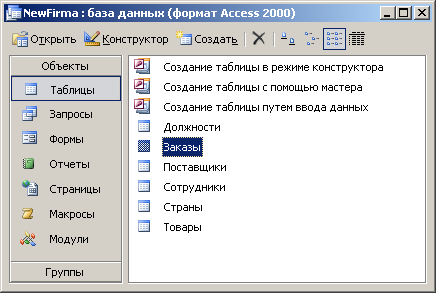 NewFirma : база данных (формат Access 2000)
Открыть Конструктор Создать
Объекты
Таблицы
Запросы
Формы
Отчеты
Страницы
Макросы
Модули
Группы
Создание таблицы в режиме конструктора
Создание таблицы с помощью мастера
Создание таблицы путем ввода данных
Должности
Заказы
Поставщики
Сотрудники
Страны
Товары